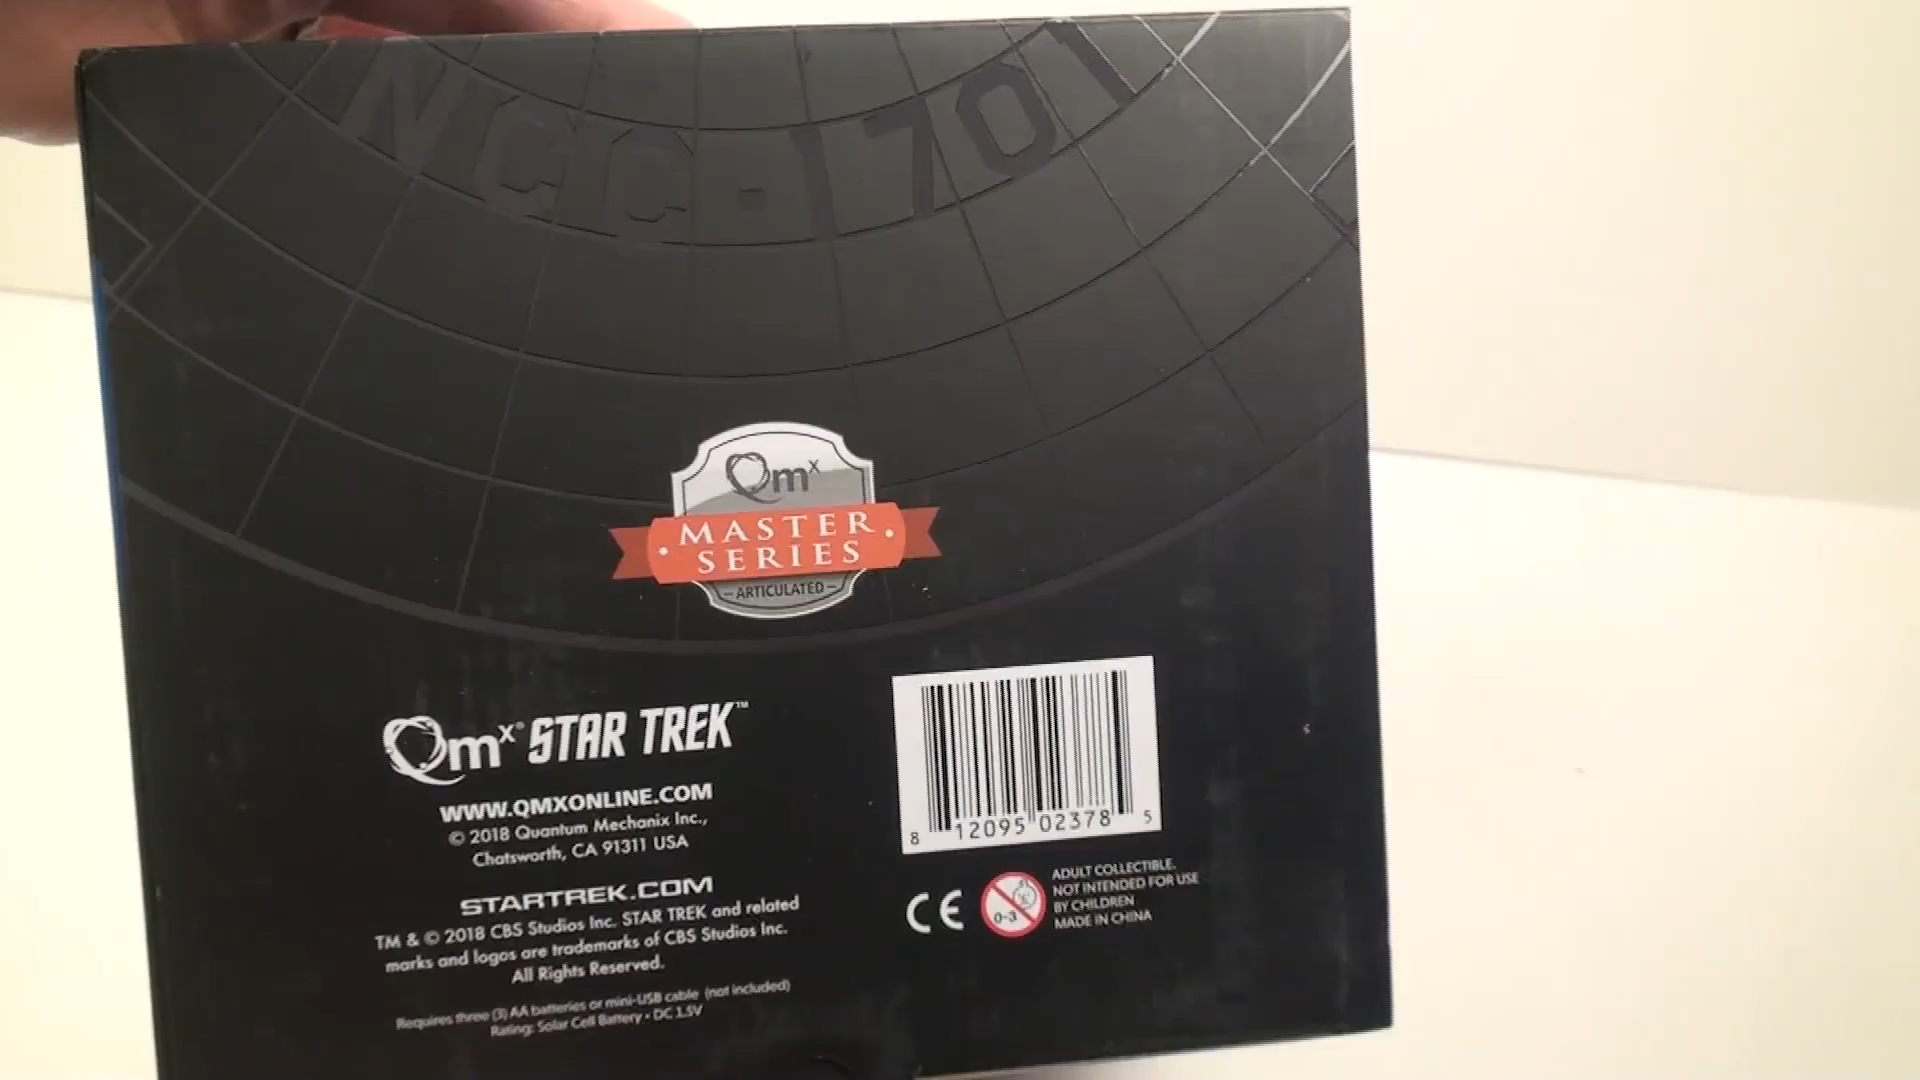 NCC-1701
Qmx
MASTER
SERIES
ARTICULATED
Qmx® STAR TREK™
WWW.QMXONLINE.COM
© 2018 Quantum Mechanix Inc.,
Chatsworth, CA 91311 USA
STARTREK.COM
TM & © 2018 CBS Studios Inc. STAR TREK and related
marks and logos are trademarks of CBS Studios Inc.
All Rights Reserved.
Requires three (3) AA batteries or mini-USB cable (not included)
Rating: Solar Cell Battery • DC 1.5V
8 12095 02378 5
CE
0-3
ADULT COLLECTIBLE.
NOT INTENDED FOR USE
BY CHILDREN
MADE IN CHINA